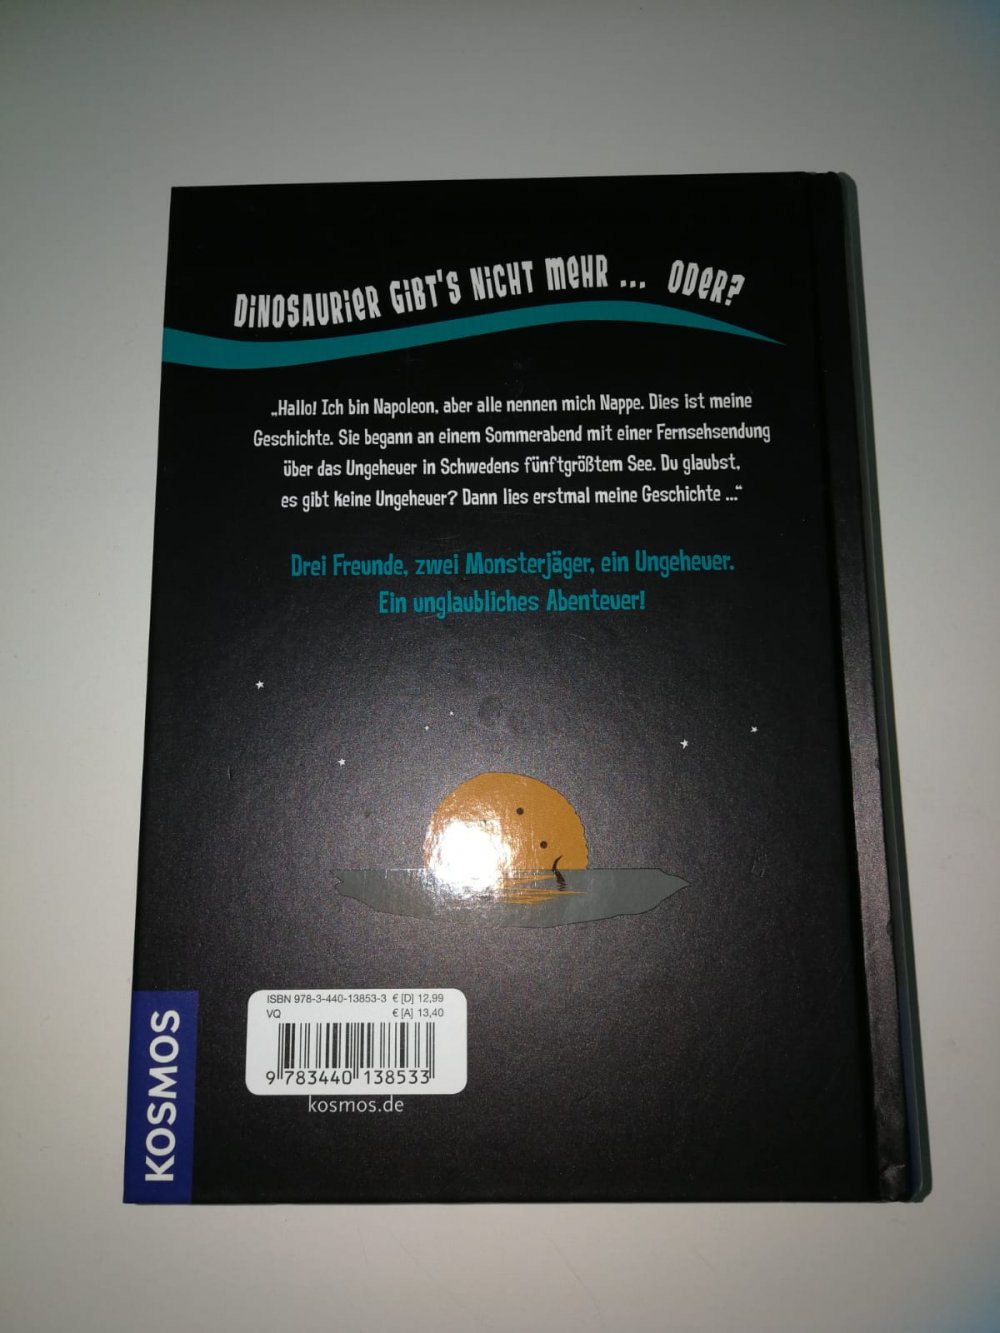 DiNOSAURiER GiBT'S NiCHT MEHR ... ODER?
„Hallo! Ich bin Napoleon, aber alle nennen mich Nappe. Dies ist meine
Geschichte. Sie begann an einem Sommerabend mit einer Fernsehsendung
über das Ungeheuer in Schwedens fünftgrößtem See. Du glaubst,
es gibt keine Ungeheuer? Dann lies erstmal meine Geschichte ...“
Drei Freunde, zwei Monsterjäger, ein Ungeheuer.
Ein unglaubliches Abenteuer!
ISBN 978-3-440-13853-3 € [D] 12,99
VQ € [A] 13,40
9 783440 138533
kosmos.de
KOSMOS